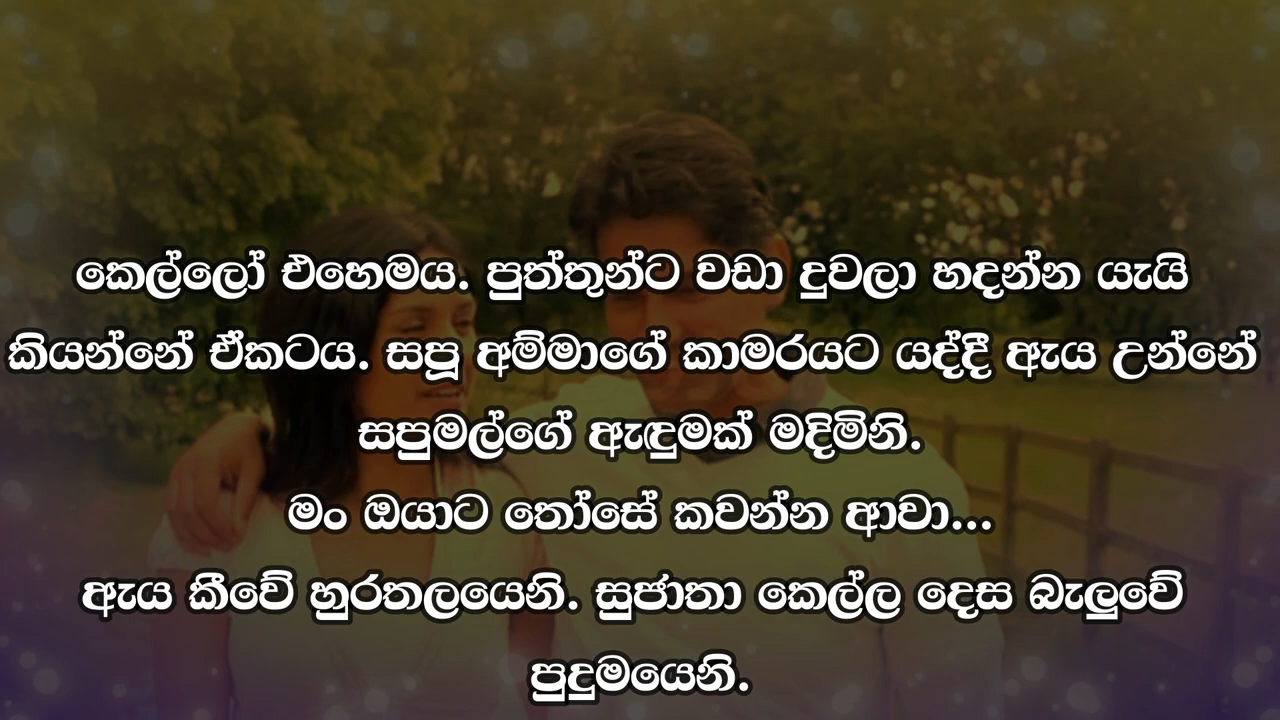 කෙල්ලෝ එහෙමය. පුත්තුන්ට වඩා දුවලා හදන්න යැයි
කියන්නේ ඒකටය. සපූ අම්මාගේ කාමරයට යද්දී ඇය උන්නේ
සපුමල්ගේ ඇඳුමක් මදිමිනි.
මං ඔයාට තෝසේ කවන්න ආවා...
ඇය කීවේ හුරතලයෙනි. සුජාතා කෙල්ල දෙස බැලුවේ
පුදුමයෙනි.